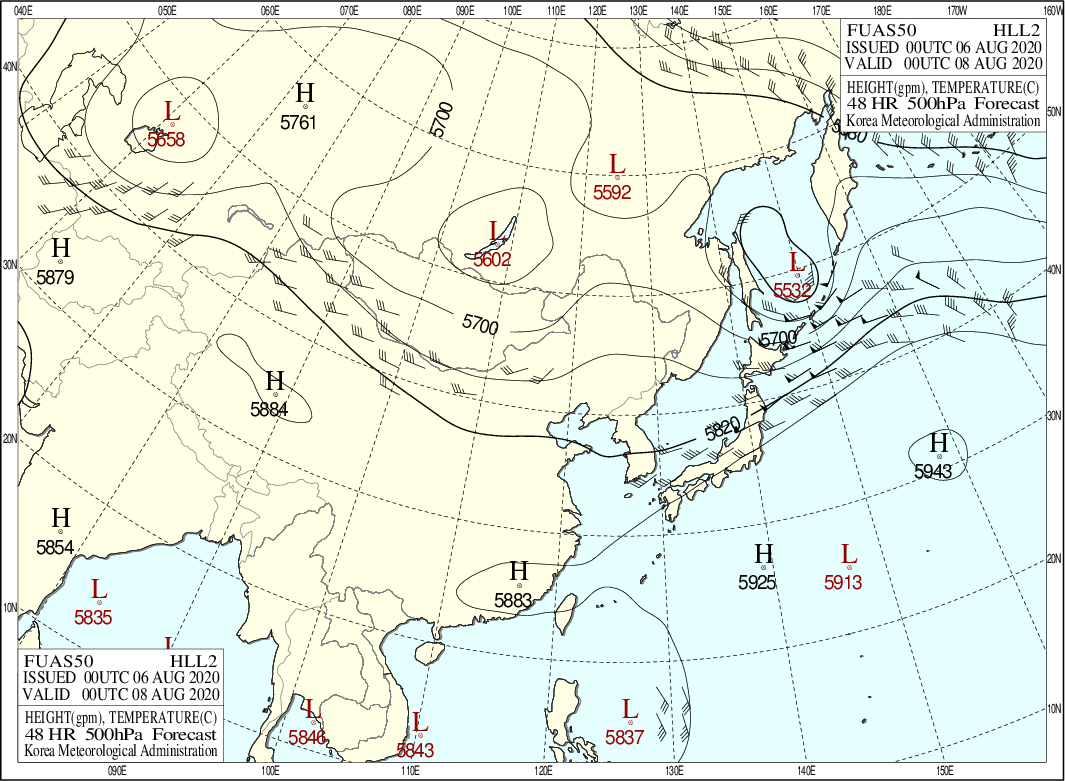 040E 050E 060E 070E 080E 090E 100E 110E 120E 130E 140E 150E 160E 170E 180E 170W 160W
FUAS50 HLL2
ISSUED 00UTC 06 AUG 2020
VALID 00UTC 08 AUG 2020
HEIGHT(gpm), TEMPERATURE(C)
48 HR 500hPa Forecast
Korea Meteorological Administration
40N
H
5761
L
5658
5700
50N
L
5592
H
5879
L
5602
L
5532
30N
40N
5700
5700
H
5884
20N
30N
5820
H
5943
H
5854
H
5883
H
5925
L
5913
20N
L
5835
10N
L
FUAS50 HLL2
ISSUED 00UTC 06 AUG 2020
VALID 00UTC 08 AUG 2020
HEIGHT(gpm), TEMPERATURE(C)
48 HR 500hPa Forecast
Korea Meteorological Administration
L
5846
L
5843
L
5837
10N
090E 100E 110E 120E 130E 140E 150E